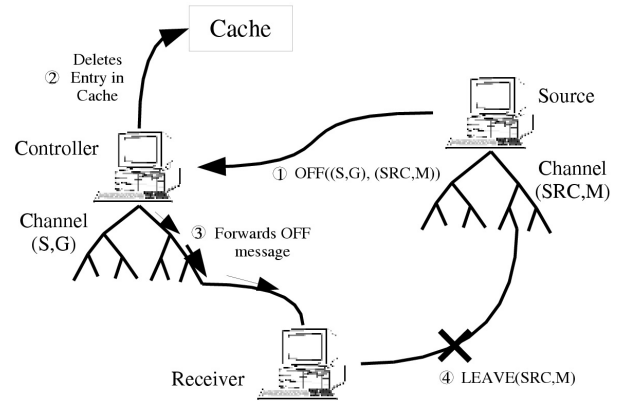 Cache
② Deletes
Entry in
Cache
Source
Controller
① OFF((S,G), (SRC,M))
Channel
(SRC,M)
Channel
(S,G)
③ Forwards OFF
message
Receiver
④ LEAVE(SRC,M)